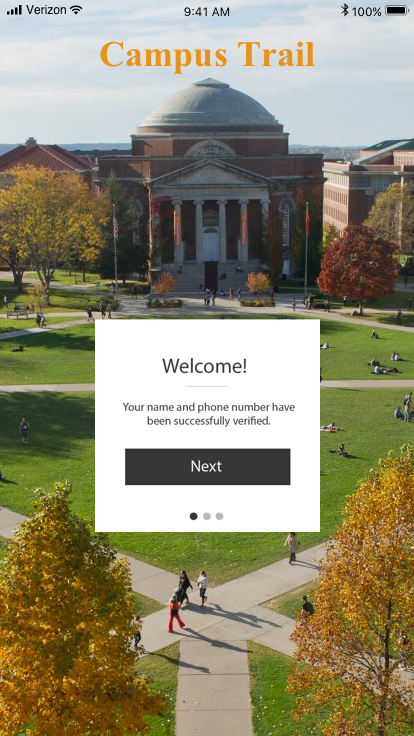 Verizon 9:41 AM 100%
Campus Trail
Welcome!
Your name and phone number have
been successfully verified.
Next